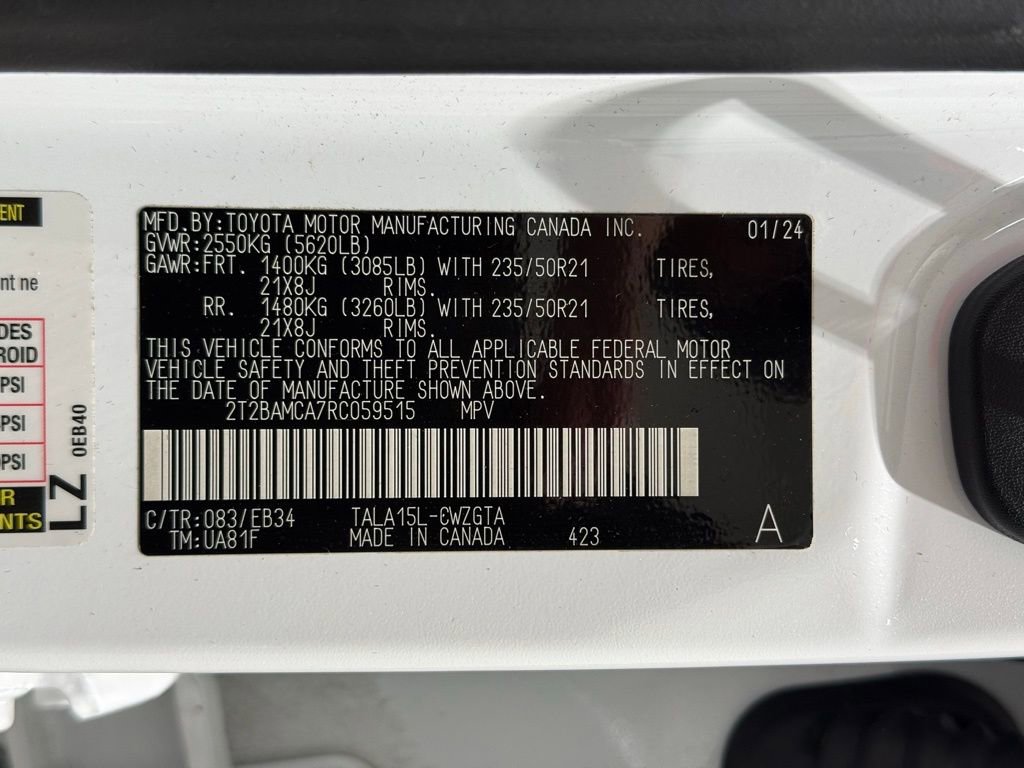 MFD.BY:TOYOTA MOTOR MANUFACTURING CANADA INC. 01/24
GVWR:2550KG (5620LB)
GAWR:FRT. 1400KG (3085LB) WITH 235/50R21 TIRES,
21X8J RIMS.
RR. 1480KG (3260LB) WITH 235/50R21 TIRES,
21X8J RIMS.
THIS VEHICLE CONFORMS TO ALL APPLICABLE FEDERAL MOTOR
VEHICLE SAFETY AND THEFT PREVENTION STANDARDS IN EFFECT ON
THE DATE OF MANUFACTURE SHOWN ABOVE.
2T2BAMCA7RC059515 MPV
C/TR:083/EB34 TALA15L-CWZGTA
TM:UA81F MADE IN CANADA 423
A
ENT
nt ne
DES
ROID
PSI
PSI
PSI
R
NTS
LZ
0EB40